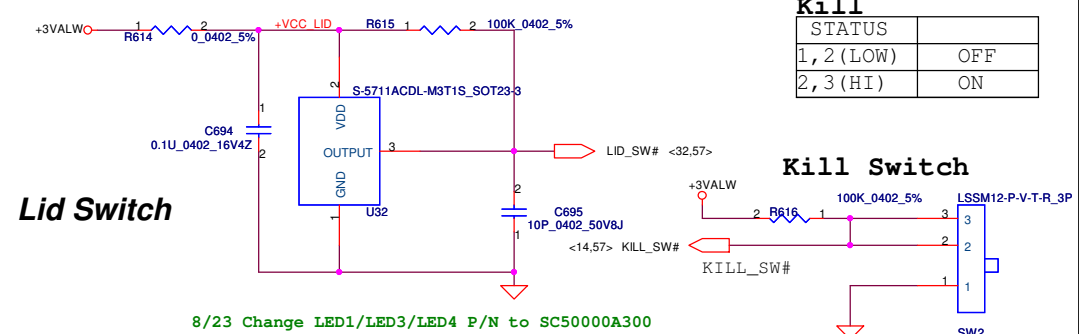 Kill
STATUS
1,2(LOW) OFF
2,3(HI) ON
+3VALW
R614
1
2
0_0402_5%
+VCC_LID
R615
1
2
100K_0402_5%
2
S-5711ACDL-M3T1S_SOT23-3
VDD
OUTPUT
GND
3
1
U32
1
C694
0.1U_0402_16V4Z
2
LID_SW# <32,57>
2
C695
10P_0402_50V8J
1
Lid Switch
8/23 Change LED1/LED3/LED4 P/N to SC50000A300
Kill Switch
+3VALW
2
R616
1
100K_0402_5%
LSSM12-P-V-T-R_3P
3 3
2 2
1 1
<14,57> KILL_SW#
KILL_SW#
SW2